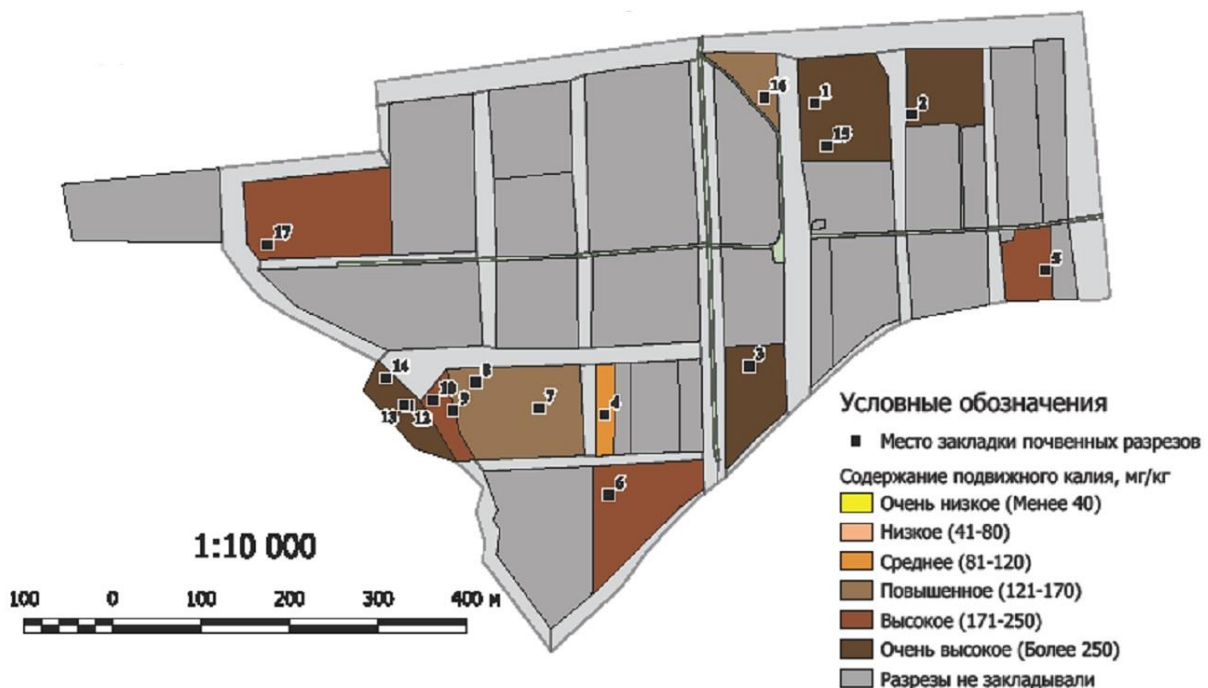 16
1
2
15
17
5
14
8
3
10
13
12
9
7
4
6
1:10 000
100 0 100 200 300 400 м
Условные обозначения
Место закладки почвенных разрезов
Содержание подвижного калия, мг/кг
Очень низкое (Менее 40)
Низкое (41-80)
Среднее (81-120)
Повышенное (121-170)
Высокое (171-250)
Очень высокое (Более 250)
Разрезы не закладывали